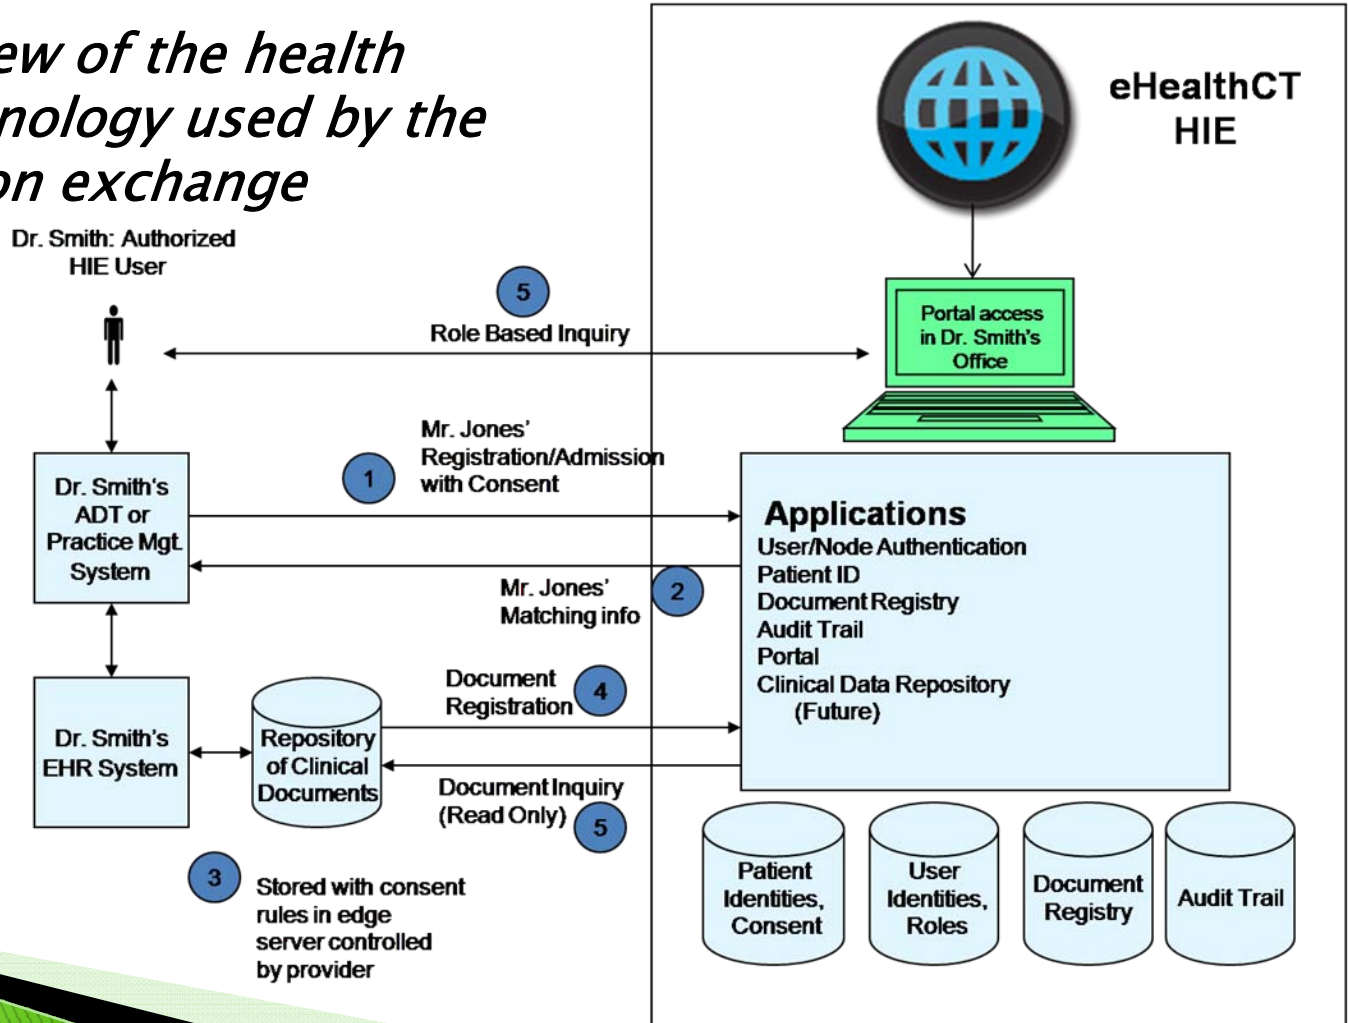 ew of the health
nology used by the
on exchange
eHealthCT
HIE
Dr. Smith: Authorized
HIE User
5
Role Based Inquiry
Portal access
in Dr. Smith's
Office
Mr. Jones'
Registration/Admission
with Consent
1
Dr. Smith's
ADT or
Practice Mgt.
System
Mr. Jones'
Matching info
2
Applications
User/Node Authentication
Patient ID
Document Registry
Audit Trail
Portal
Clinical Data Repository
(Future)
Document
Registration
4
Dr. Smith's
EHR System
Repository
of Clinical
Documents
Document Inquiry
(Read Only)
5
3
Stored with consent
rules in edge
server controlled
by provider
Patient
Identities,
Consent
User
Identities,
Roles
Document
Registry
Audit Trail